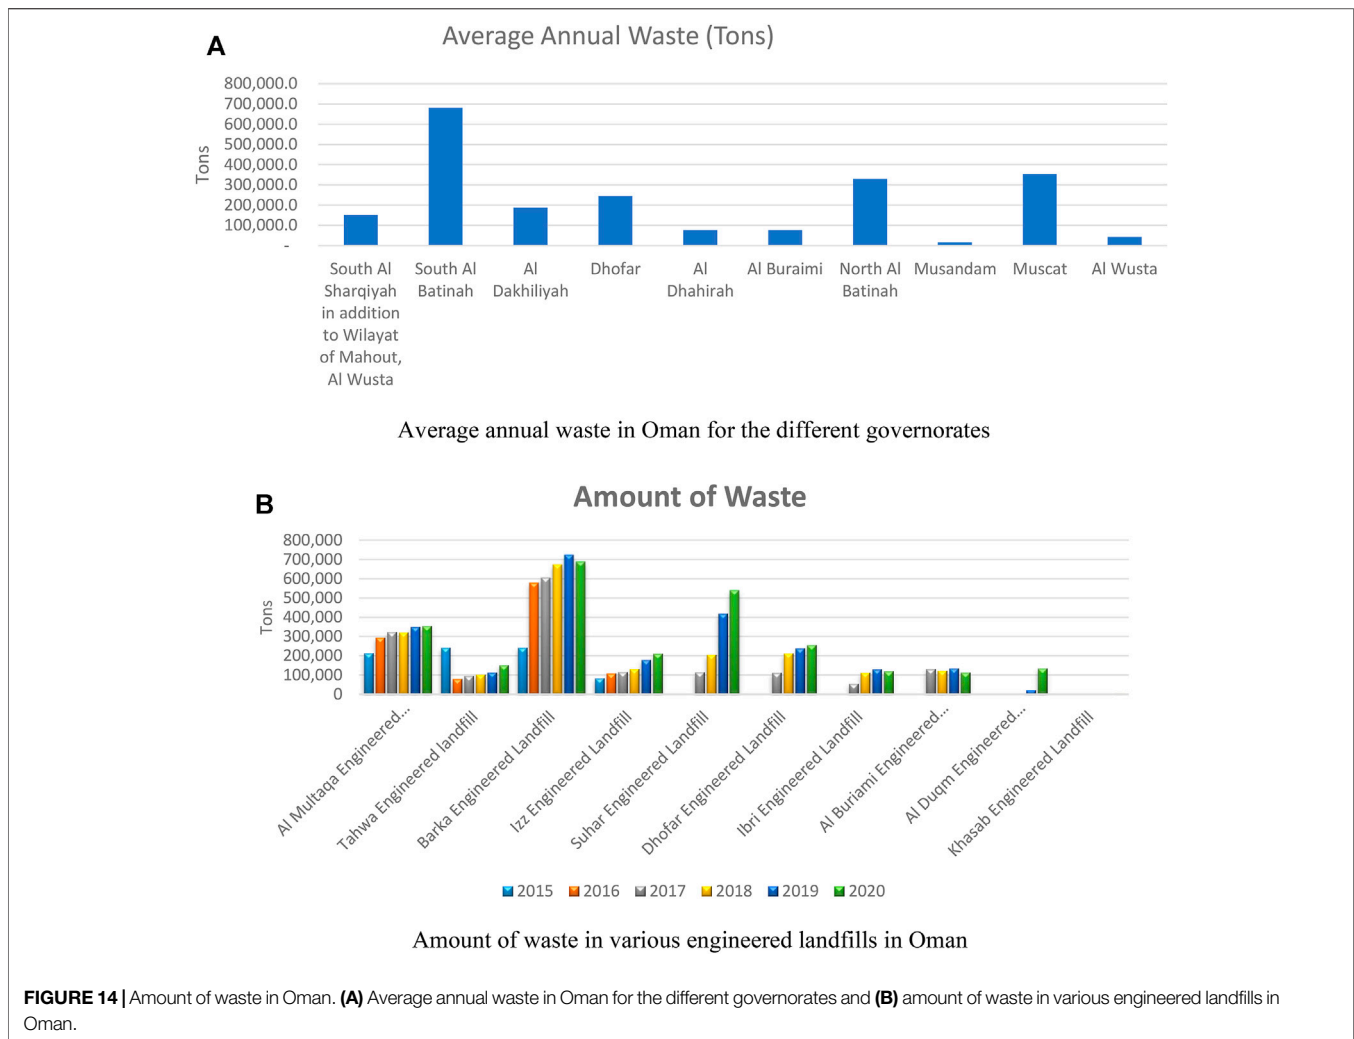 A
Average Annual Waste (Tons)
800,000.0
700,000.0
600,000.0
500,000.0
400,000.0
300,000.0
200,000.0
100,000.0
-
Tons
South Al
Sharqiyah
in addition
to Wilayat
of Mahout,
Al Wusta
South Al
Batinah
Al
Dakhiliyah
Dhofar
Al
Dhahirah
Al Buraimi
North Al
Batinah
Musandam
Muscat
Al Wusta
Average annual waste in Oman for the different governorates
B
Amount of Waste
800,000
700,000
600,000
500,000
400,000
300,000
200,000
100,000
0
Tons
Al Multaqa Engineered...
Tahwa Engineered landfill
Barka Engineered Landfill
Izz Engineered Landfill
Suhar Engineered Landfill
Dhofar Engineered Landfill
Ibri Engineered Landfill
Al Buriami Engineered...
Al Duqm Engineered...
Khasab Engineered Landfill
2015 2016 2017 2018 2019 2020
Amount of waste in various engineered landfills in Oman
FIGURE 14 | Amount of waste in Oman. (A) Average annual waste in Oman for the different governorates and (B) amount of waste in various engineered landfills in
Oman.